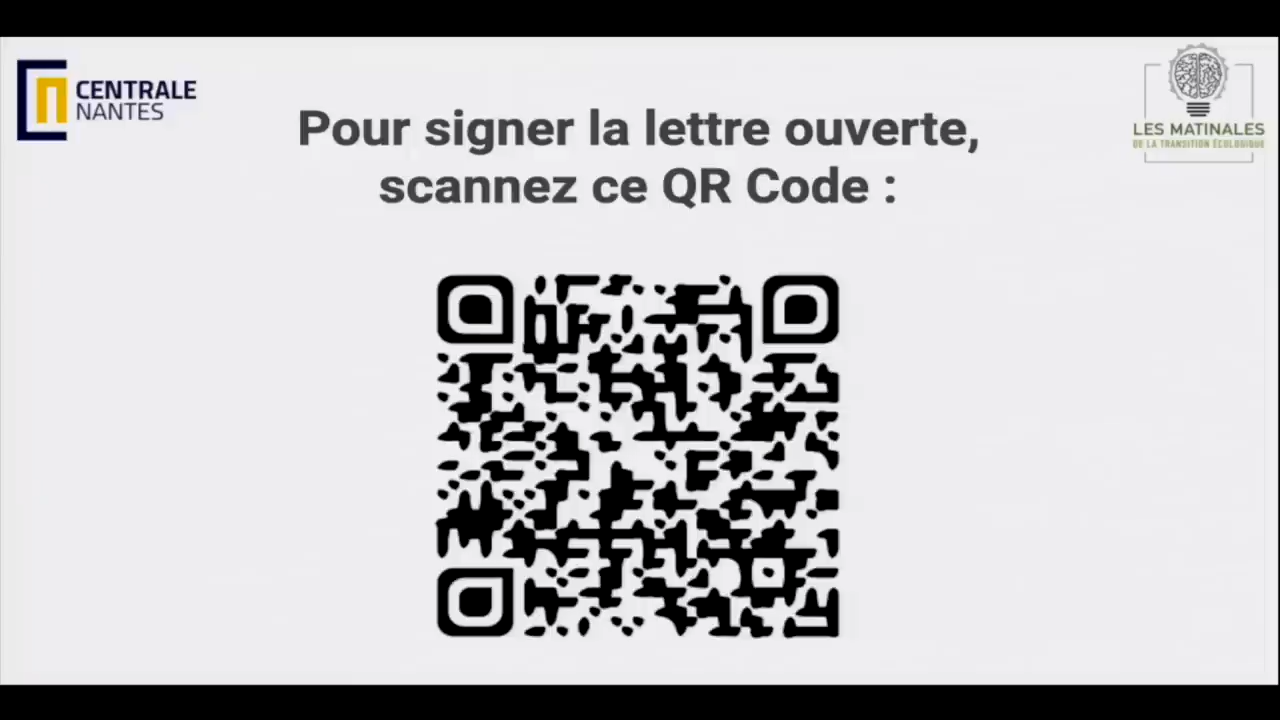 CENTRALE
NANTES
Pour signer la lettre ouverte,
scannez ce QR Code :
LES MATINALES
DE LA TRANSITION ÉCOLOGIQUE